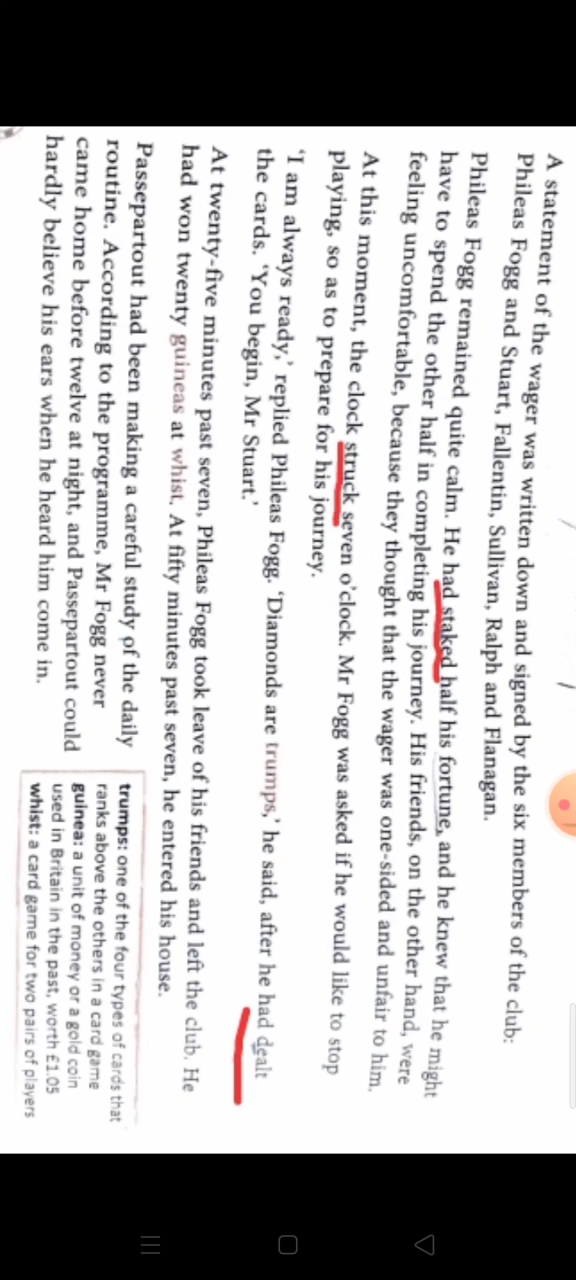 A statement of the wager was written down and signed by the six members of the club:
Phileas Fogg and Stuart, Fallentin, Sullivan, Ralph and Flanagan.
Phileas Fogg remained quite calm. He had staked half his fortune, and he knew that he might
have to spend the other half in completing his journey. His friends, on the other hand, were
feeling uncomfortable, because they thought that the wager was one-sided and unfair to him.
At this moment, the clock struck seven o'clock. Mr Fogg was asked if he would like to stop
playing, so as to prepare for his journey.
'I am always ready,' replied Phileas Fogg. 'Diamonds are trumps,' he said, after he had dealt
the cards. 'You begin, Mr Stuart.'
At twenty-five minutes past seven, Phileas Fogg took leave of his friends and left the club. He
had won twenty guineas at whist. At fifty minutes past seven, he entered his house.
Passepartout had been making a careful study of the daily
routine. According to the programme, Mr Fogg never
came home before twelve at night, and Passepartout could
hardly believe his ears when he heard him come in.
trumps: one of the four types of cards that
ranks above the others in a card game
guinea: a unit of money or a gold coin
used in Britain in the past, worth £1.05
whist: a card game for two pairs of players